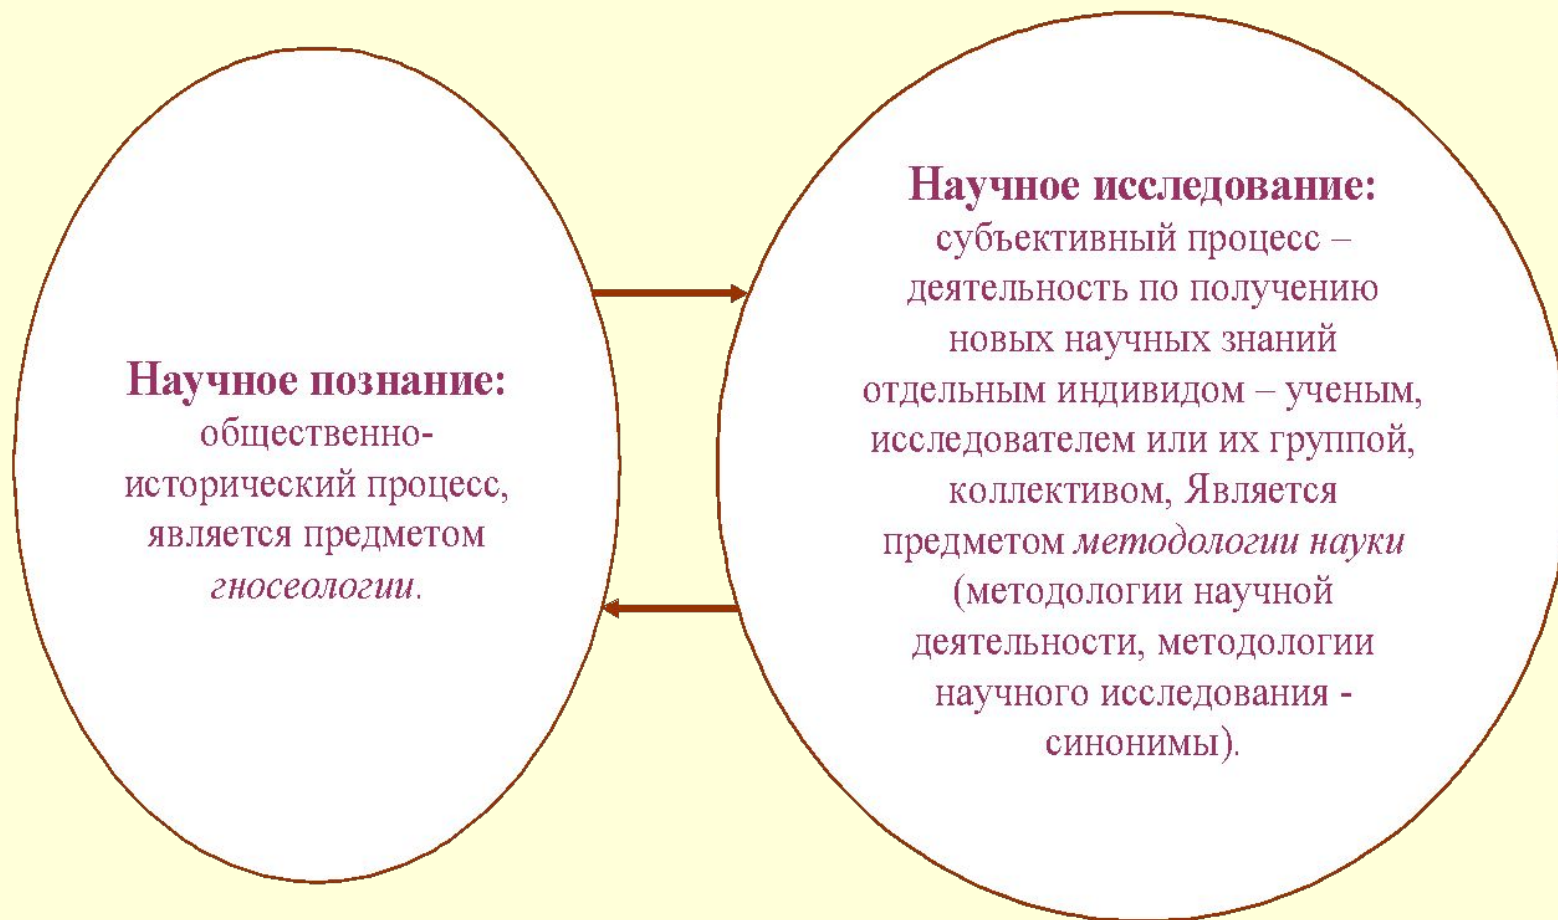 Научное познание:
общественно-
исторический процесс,
является предметом
гносеологии.
Научное исследование:
субъективный процесс –
деятельность по получению
новых научных знаний
отдельным индивидом – ученым,
исследователем или их группой,
коллективом, Является
предметом методологии науки
(методологии научной
деятельности, методологии
научного исследования -
синонимы).